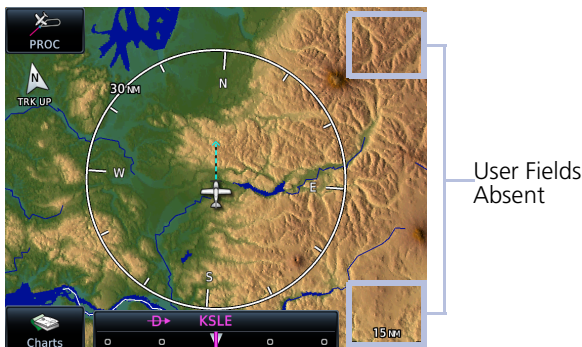 PROC
N
TRK UP
30NM
N
W
E
S
User Fields
Absent
D KSLE
Charts
15NM